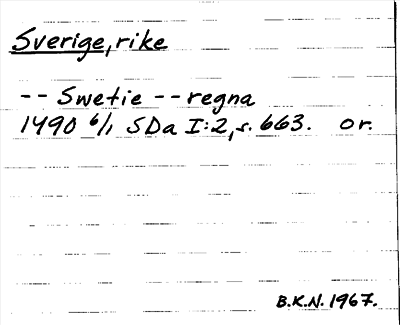 Sverige, rike
-- Swetie -- regna
1490 6/1 SDa I:2, s. 663. or.
B.K.N. 1967.